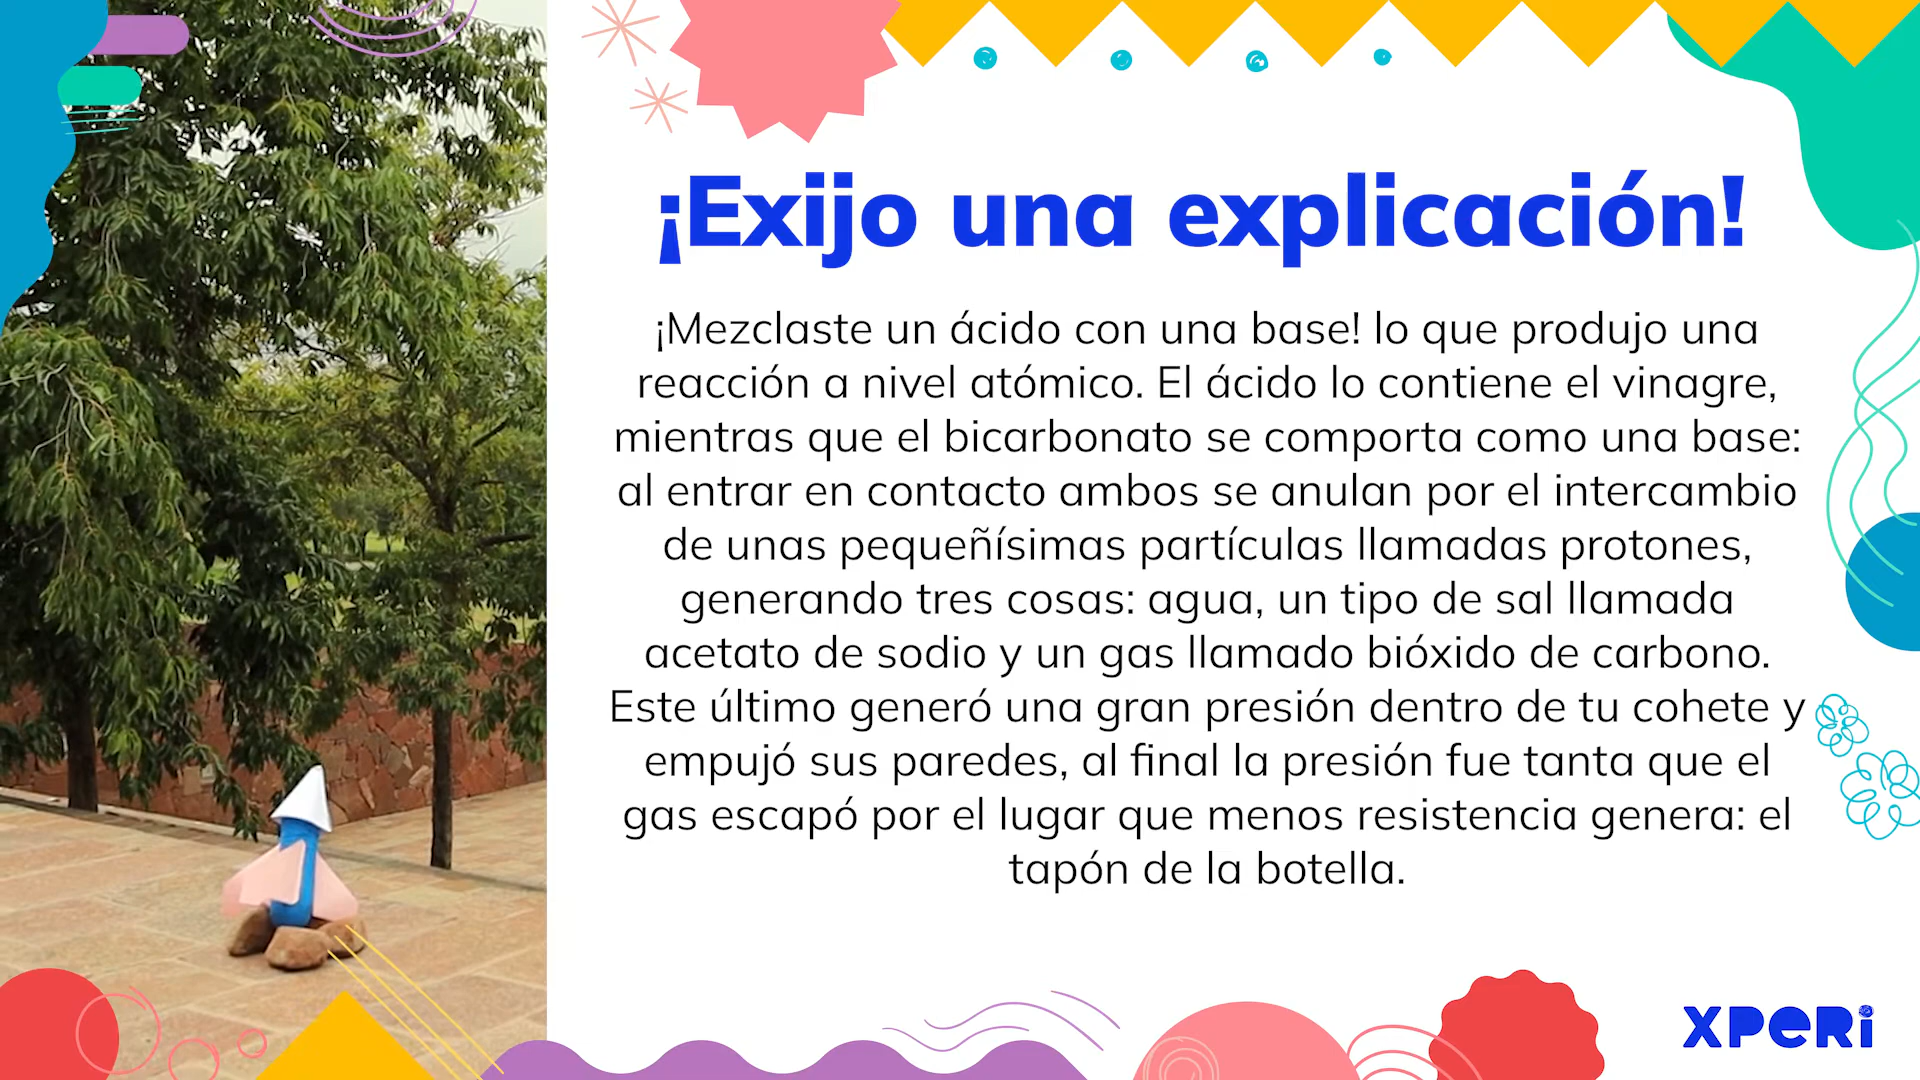 ¡Exijo una explicación!
¡Mezclaste un ácido con una base! lo que produjo una
reacción a nivel atómico. El ácido lo contiene el vinagre,
mientras que el bicarbonato se comporta como una base:
al entrar en contacto ambos se anulan por el intercambio
de unas pequeñísimas partículas llamadas protones,
generando tres cosas: agua, un tipo de sal llamada
acetato de sodio y un gas llamado bióxido de carbono.
Este último generó una gran presión dentro de tu cohete y
empujó sus paredes, al final la presión fue tanta que el
gas escapó por el lugar que menos resistencia genera: el
tapón de la botella.
XPERi